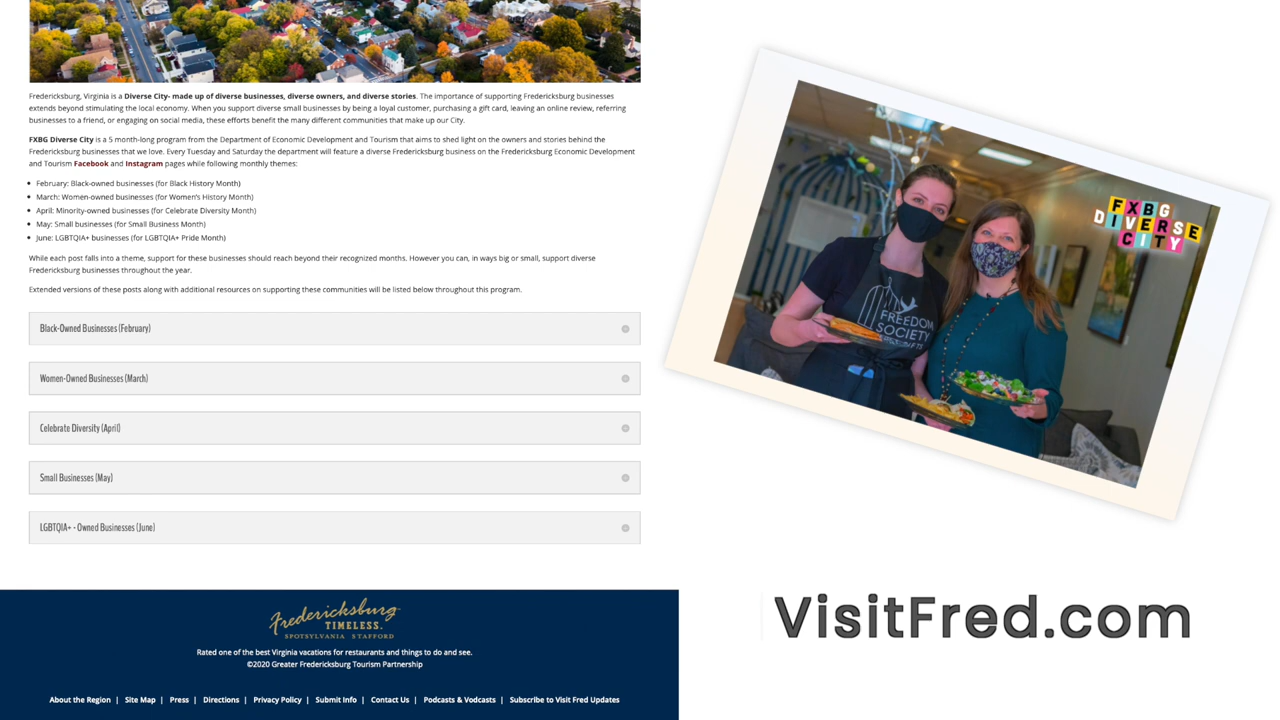 Fredericksburg, Virginia is a Diverse City- made up of diverse businesses, diverse owners, and diverse stories. The importance of supporting Fredericksburg businesses
extends beyond stimulating the local economy. When you support diverse small businesses by being a loyal customer, purchasing a gift card, leaving an online review, referring
businesses to a friend, or engaging on social media, these efforts benefit the many different communities that make up our City.
FXBG Diverse City is a 5 month-long program from the Department of Economic Development and Tourism that aims to shed light on the owners and stories behind the
Fredericksburg businesses that we love. Every Tuesday and Saturday the department will feature a diverse Fredericksburg business on the Fredericksburg Economic Development
and Tourism Facebook and Instagram pages while following monthly themes:
• February: Black-owned businesses (for Black History Month)
• March: Women-owned businesses (for Women's History Month)
• April: Minority-owned businesses (for Celebrate Diversity Month)
• May: Small businesses (for Small Business Month)
• June: LGBTQIA+ businesses (for LGBTQIA+ Pride Month)
While each post falls into a theme, support for these businesses should reach beyond their recognized months. However you can, in ways big or small, support diverse
Fredericksburg businesses throughout the year.
Extended versions of these posts along with additional resources on supporting these communities will be listed below throughout this program.
Black-Owned Businesses (February)
Women-Owned Businesses (March)
Celebrate Diversity (April)
Small Businesses (May)
LGBTQIA+ - Owned Businesses (June)
Fredericksburg
TIMELESS.
SPOTSYLVANIA STAFFORD
Rated one of the best Virginia vacations for restaurants and things to do and see.
©2020 Greater Fredericksburg Tourism Partnership
About the Region | Site Map | Press | Directions | Privacy Policy | Submit Info | Contact Us | Podcasts & Vodcasts | Subscribe to Visit Fred Updates
FXBG
DIVERSE
CITY
FREEDOM
SOCIETY
VisitFred.com